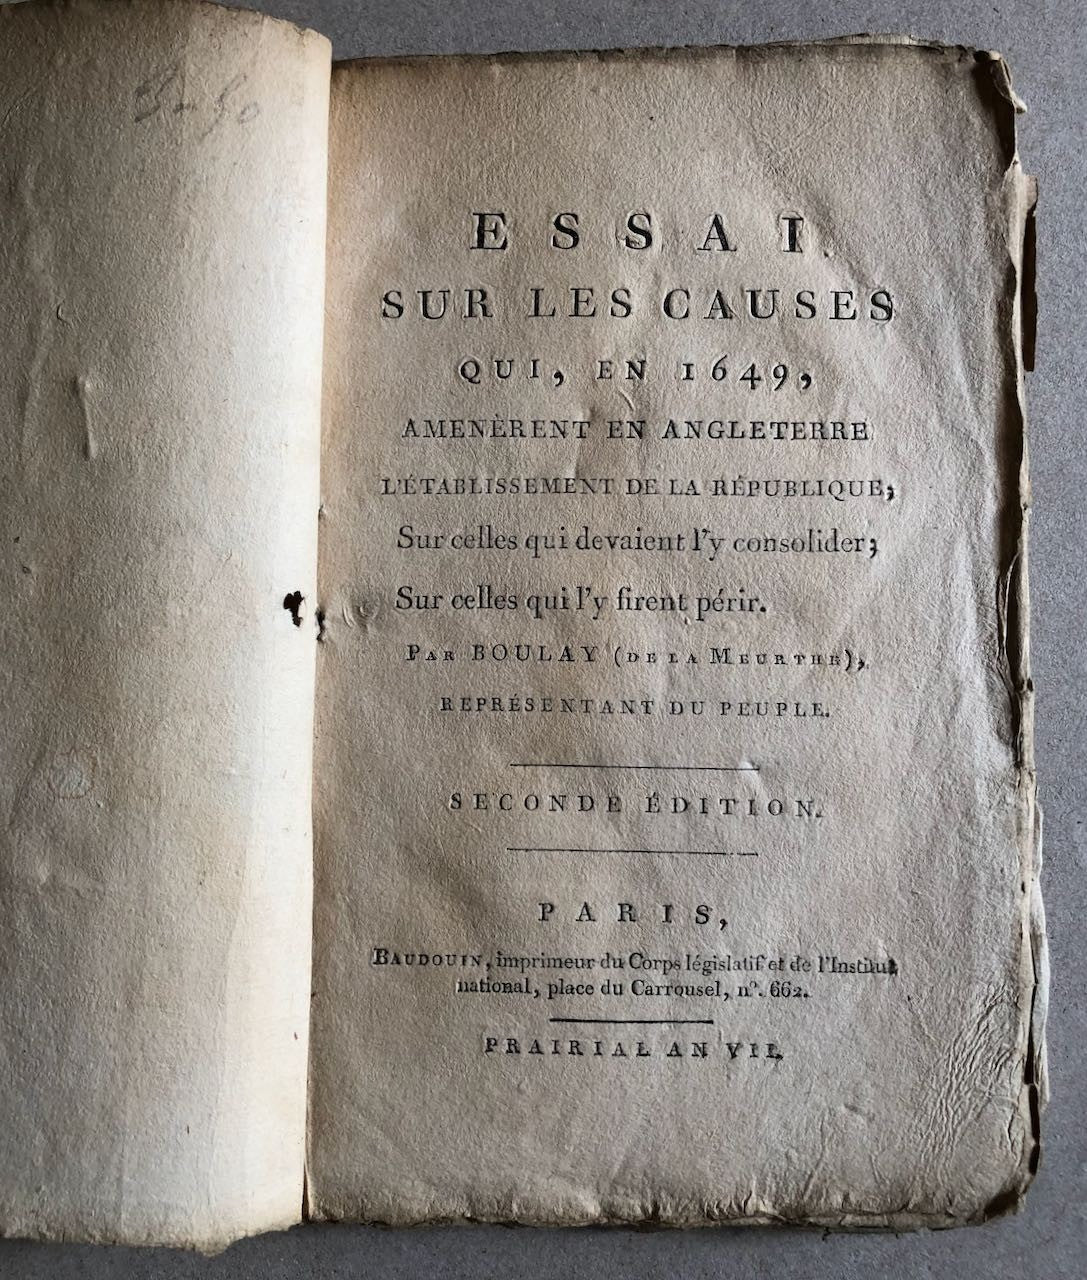 ESSAI
SUR LES CAUSES
QUI, EN 1649,
AMENÈRENT EN ANGLETERRE
L'ÉTABLISSEMENT DE LA RÉPUBLIQUE;
Sur celles qui devaient l'y consolider;
Sur celles qui l'y firent périr.
PAR BOULAY (DE LA MEURTHE),
REPRÉSENTANT DU PEUPLE.
SECONDE ÉDITION.
PARIS,
BAUDOUIN, imprimeur du Corps législatif et de l'Institut
national, place du Carrousel, n°. 662.
PRAIRIAL AN VII.